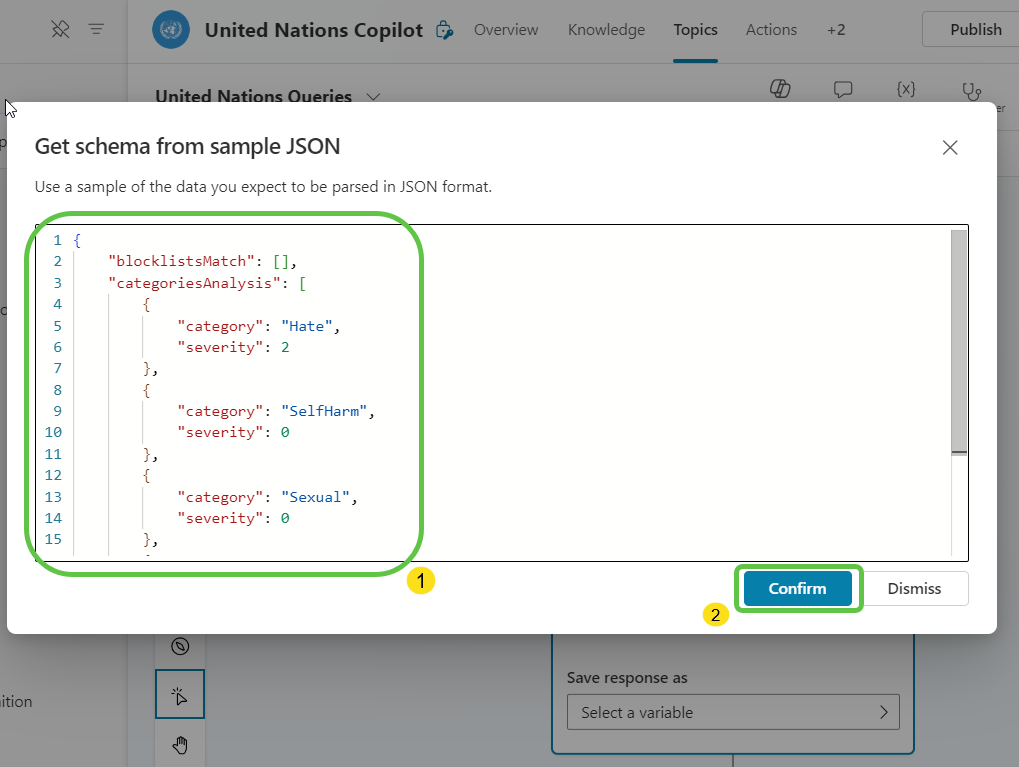 United Nations Copilot
Overview
Knowledge
Topics
Actions
+2
Publish
United Nations Queries
{x}
er
Get schema from sample JSON
Use a sample of the data you expect to be parsed in JSON format.
1 {
2 "blocklistsMatch": [],
3 "categoriesAnalysis": [
4 {
5 "category": "Hate",
6 "severity": 2
7 },
8 {
9 "category": "SelfHarm",
10 "severity": 0
11 },
12 {
13 "category": "Sexual",
14 "severity": 0
15 },
1
Confirm
Dismiss
2
Save response as
Select a variable
ition